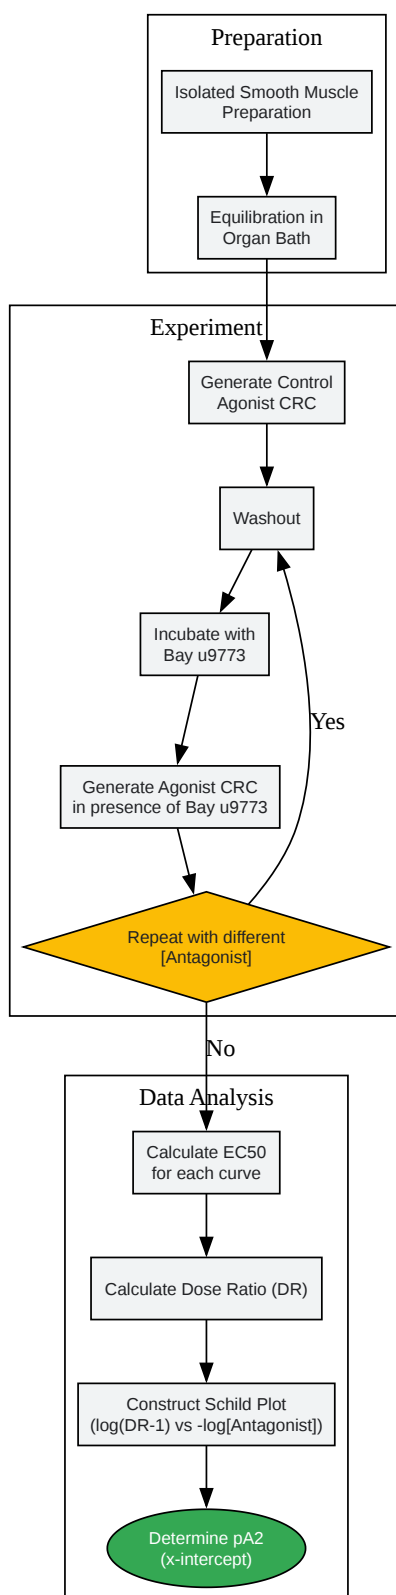 Preparation
Isolated Smooth Muscle
Preparation
Equilibration in
Organ Bath
Experiment
Generate Control
Agonist CRC
Washout
Incubate with
Bay u9773
Yes
Generate Agonist CRC
in presence of Bay u9773
Repeat with different
[Antagonist]
No
Data Analysis
Calculate EC50
for each curve
Calculate Dose Ratio (DR)
Construct Schild Plot
(log(DR-1) vs -log[Antagonist])
Determine pA2
(x-intercept)